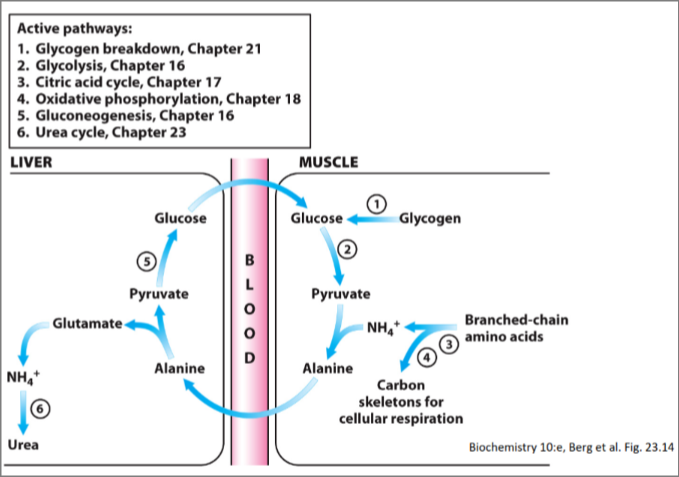 Active pathways:
1. Glycogen breakdown, Chapter 21
2. Glycolysis, Chapter 16
3. Citric acid cycle, Chapter 17
4. Oxidative phosphorylation, Chapter 18
5. Gluconeogenesis, Chapter 16
6. Urea cycle, Chapter 23
LIVER
MUSCLE
Glucose
Glucose
1
Glycogen
5
2
B
L
O
O
D
Pyruvate
Pyruvate
Glutamate
NH₄⁺
Branched-chain
amino acids
3
4
Alanine
Alanine
NH₄⁺
Carbon
skeletons for
cellular respiration
6
Urea
Biochemistry 10:e, Berg et al. Fig. 23.14